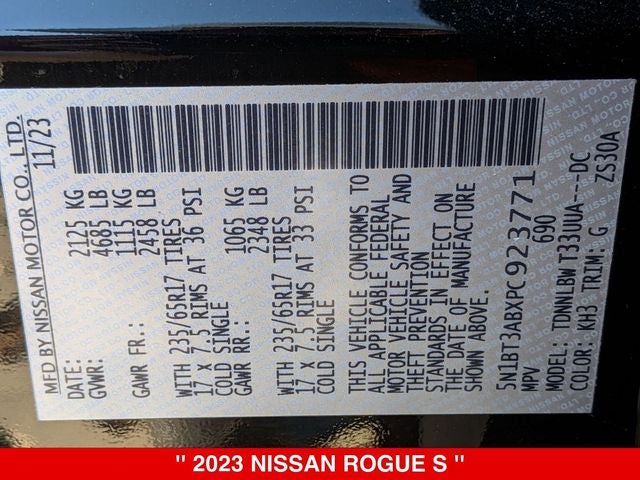 MFD BY NISSAN MOTOR CO., LTD.
DATE: 11/23
GVWR: 2125 KG
4685 LB
GAWR FR.: 1115 KG
2458 LB
WITH 235/65R17 TIRES
17 X 7.5 RIMS AT 36 PSI
COLD SINGLE
GAWR RR.: 1065 KG
2348 LB
WITH 235/65R17 TIRES
17 X 7.5 RIMS AT 33 PSI
COLD SINGLE
THIS VEHICLE CONFORMS TO
ALL APPLICABLE FEDERAL
MOTOR VEHICLE SAFETY AND
THEFT PREVENTION
STANDARDS IN EFFECT ON
THE DATE OF MANUFACTURE
SHOWN ABOVE.
5N1BT3ABXPC923771
MPV 690
MODEL: TDNNLBW T33UUA---DC
COLOR: KH3 TRIM: G ZS30A
" 2023 NISSAN ROGUE S "